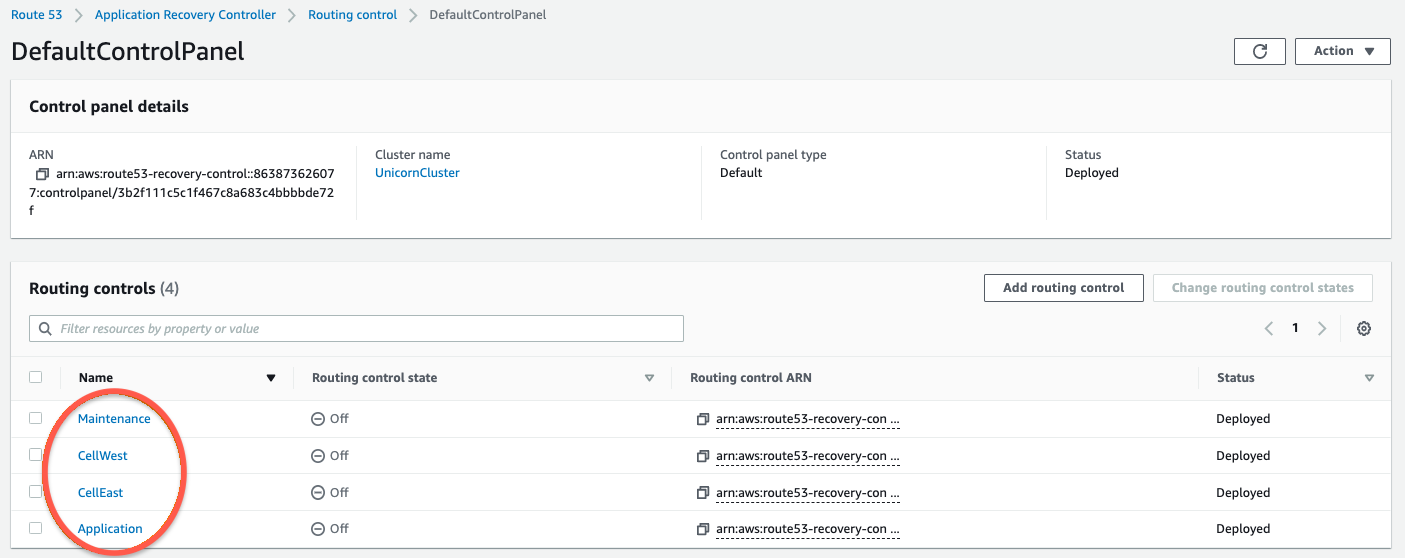 Route 53 > Application Recovery Controller > Routing control > DefaultControlPanel
DefaultControlPanel
Action
Control panel details
ARN
arn:aws:route53-recovery-control::86387362607
7:controlpanel/3b2f111c5c1f467c8a683c4bbbbde72
f
Cluster name
UnicornCluster
Control panel type
Default
Status
Deployed
Routing controls (4)
Add routing control
Change routing control states
Filter resources by property or value
1
Name Routing control state Routing control ARN Status
Maintenance Off arn:aws:route53-recovery-con ... Deployed
CellWest Off arn:aws:route53-recovery-con ... Deployed
CellEast Off arn:aws:route53-recovery-con ... Deployed
Application Off arn:aws:route53-recovery-con ... Deployed